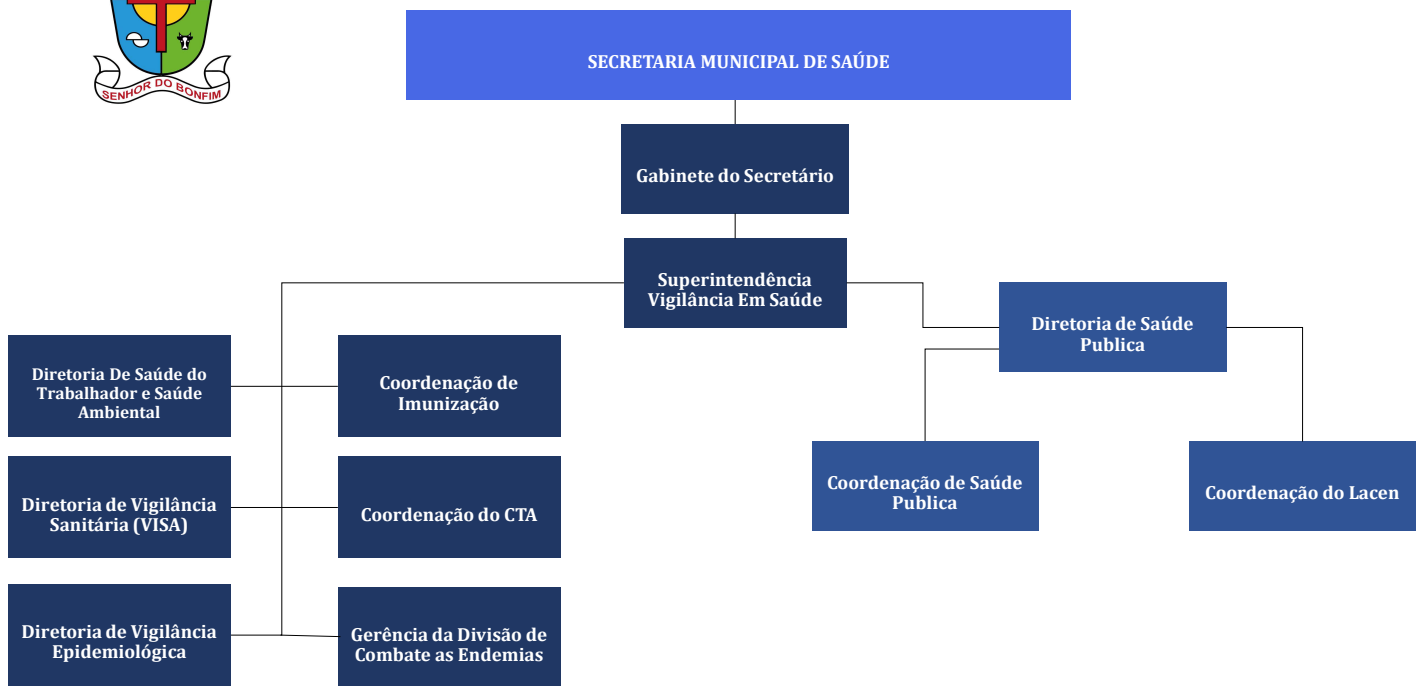 SENHOR DO BONFIM
SECRETARIA MUNICIPAL DE SAÚDE
Gabinete do Secretário
Superintendência
Vigilância Em Saúde
Diretoria de Saúde
Publica
Diretoria De Saúde do
Trabalhador e Saúde
Ambiental
Coordenação de
Imunização
Coordenação de Saúde
Publica
Coordenação do Lacen
Diretoria de Vigilância
Sanitária (VISA)
Coordenação do CTA
Diretoria de Vigilância
Epidemiológica
Gerência da Divisão de
Combate as Endemias